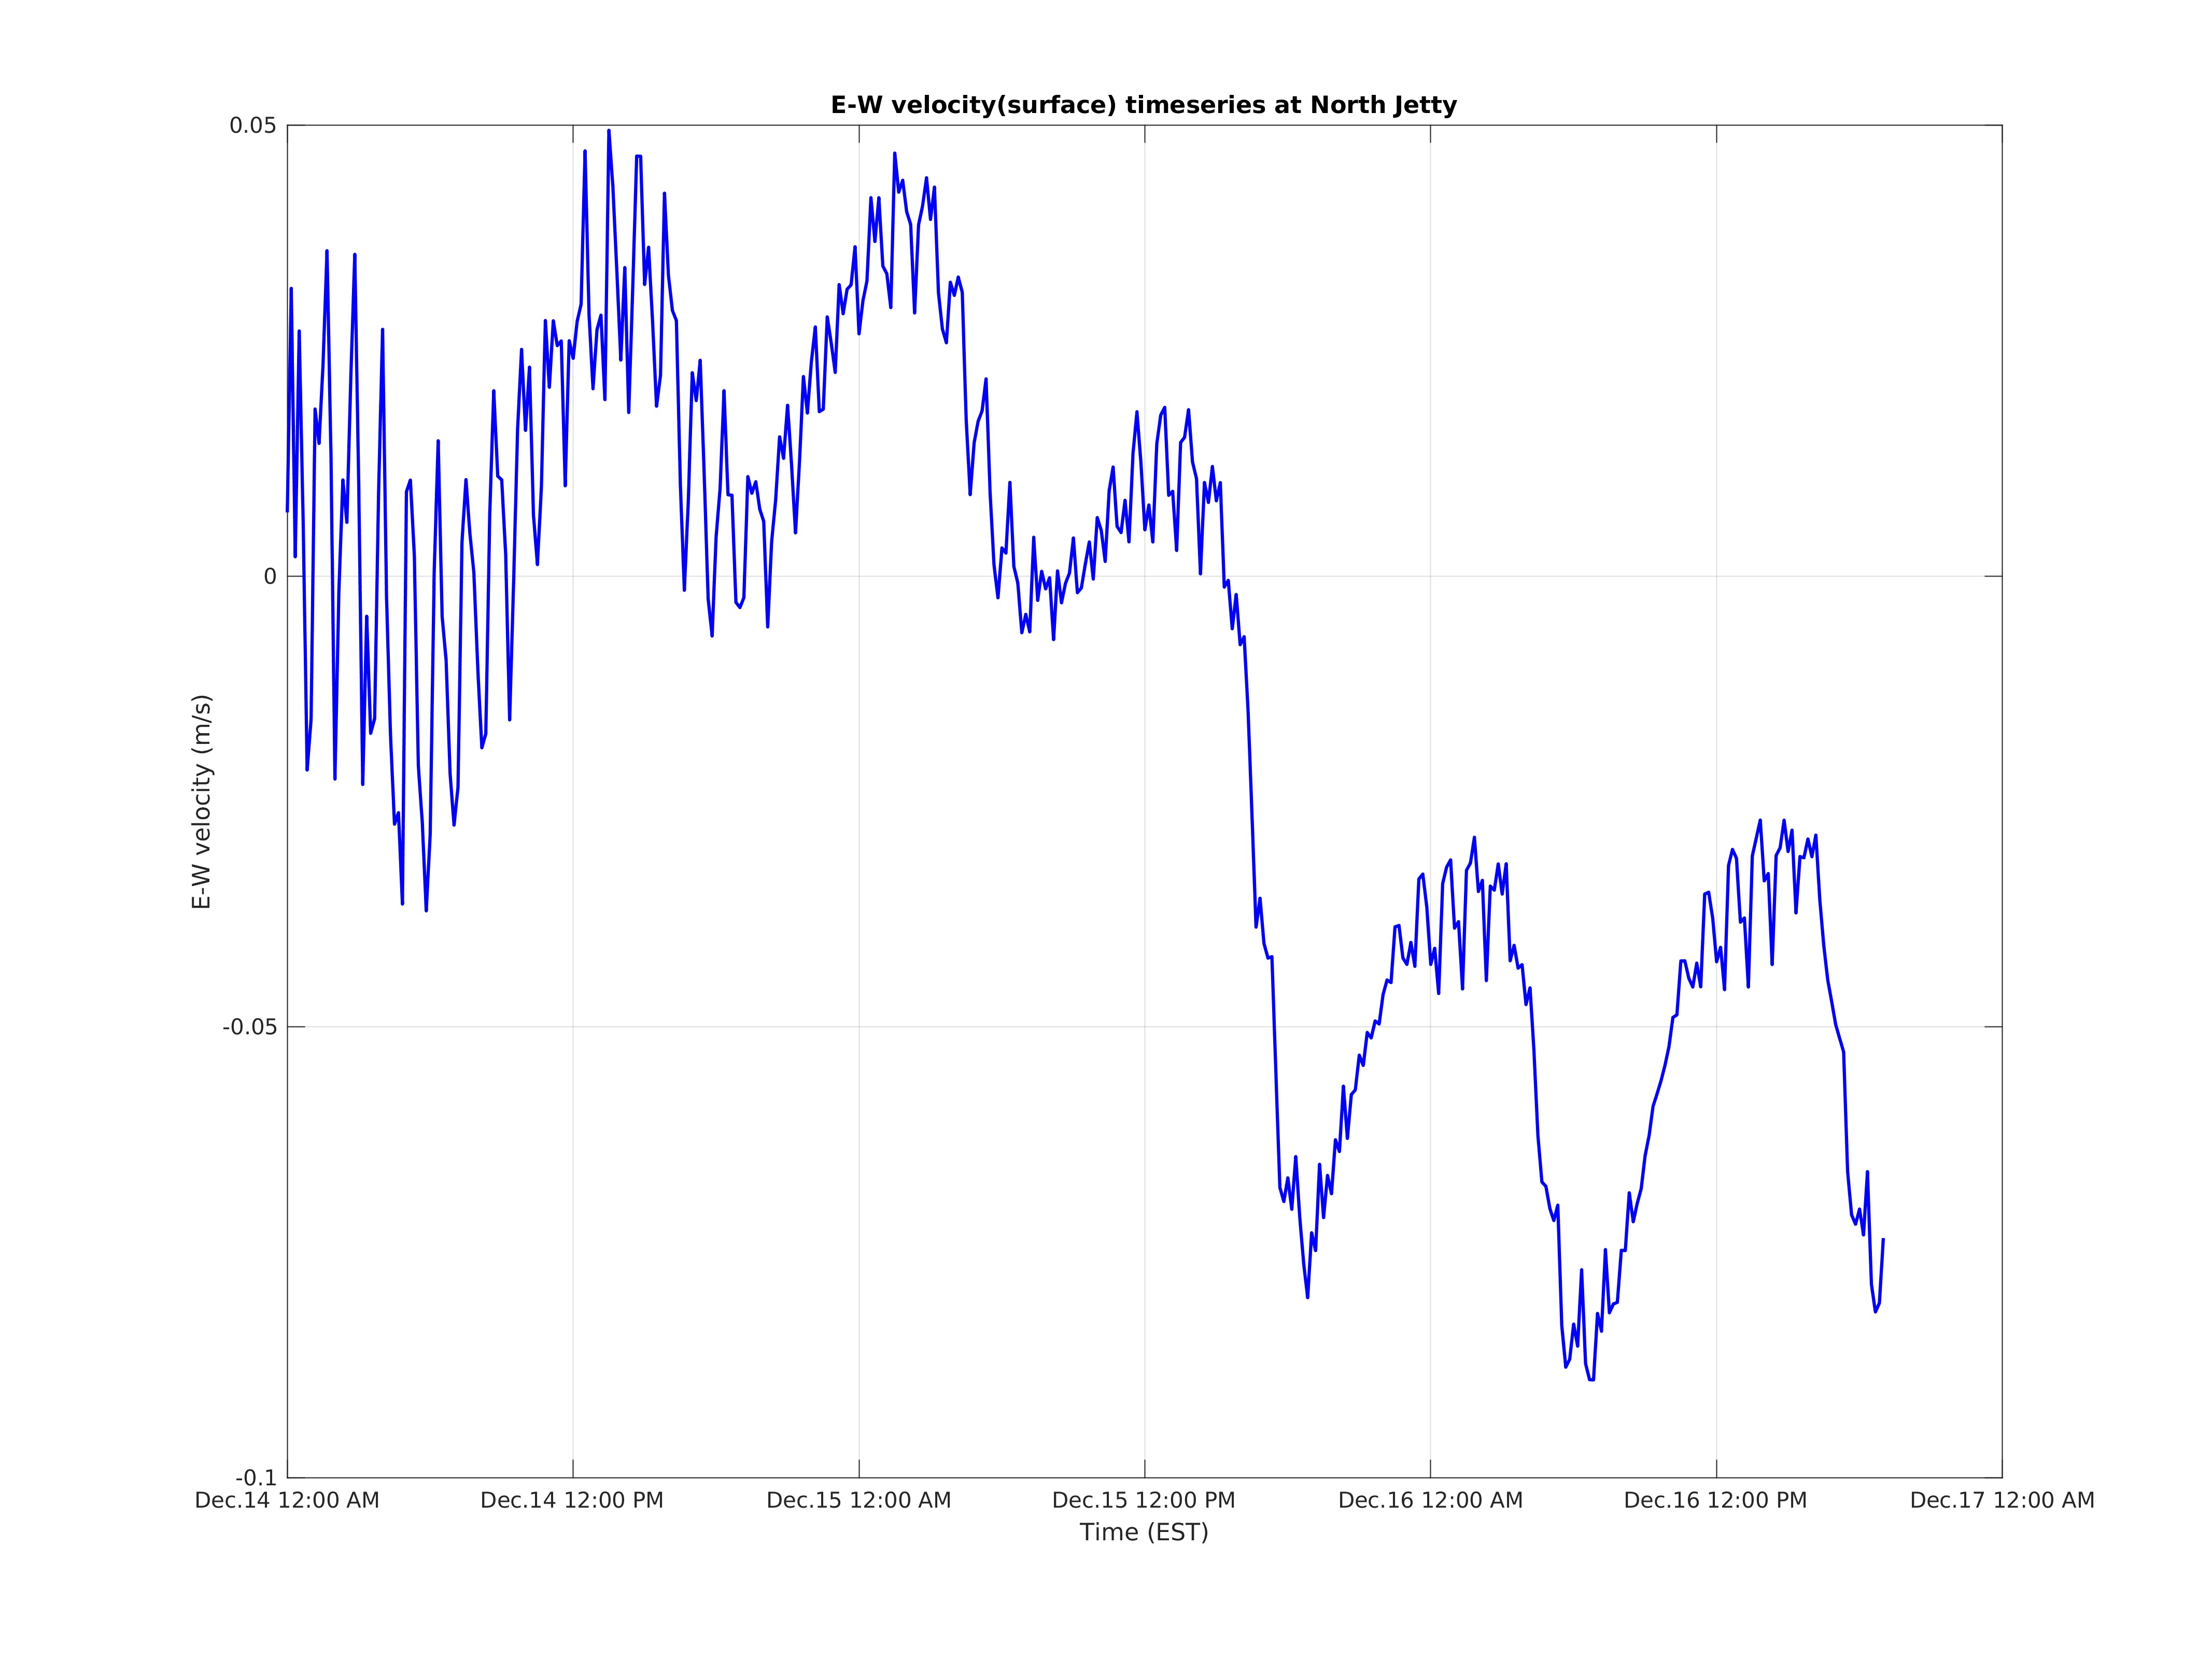 E-W velocity(surface) timeseries at North Jetty
0.05
0
-0.05
-0.1
E-W velocity (m/s)
Dec.14 12:00 AM Dec.14 12:00 PM Dec.15 12:00 AM Dec.15 12:00 PM Dec.16 12:00 AM Dec.16 12:00 PM Dec.17 12:00 AM
Time (EST)